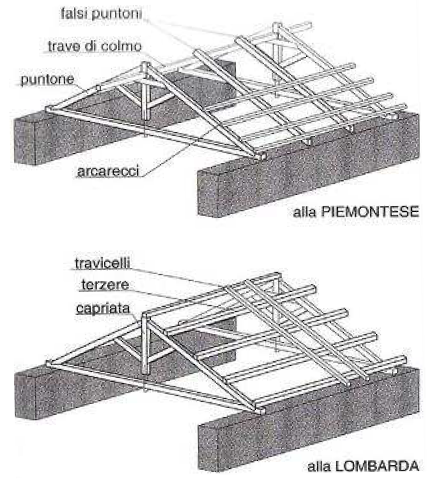 falsi puntoni
trave di colmo
puntone
arcarecci
alla PIEMONTESE
travicelli
terzere
capriata
alla LOMBARDA